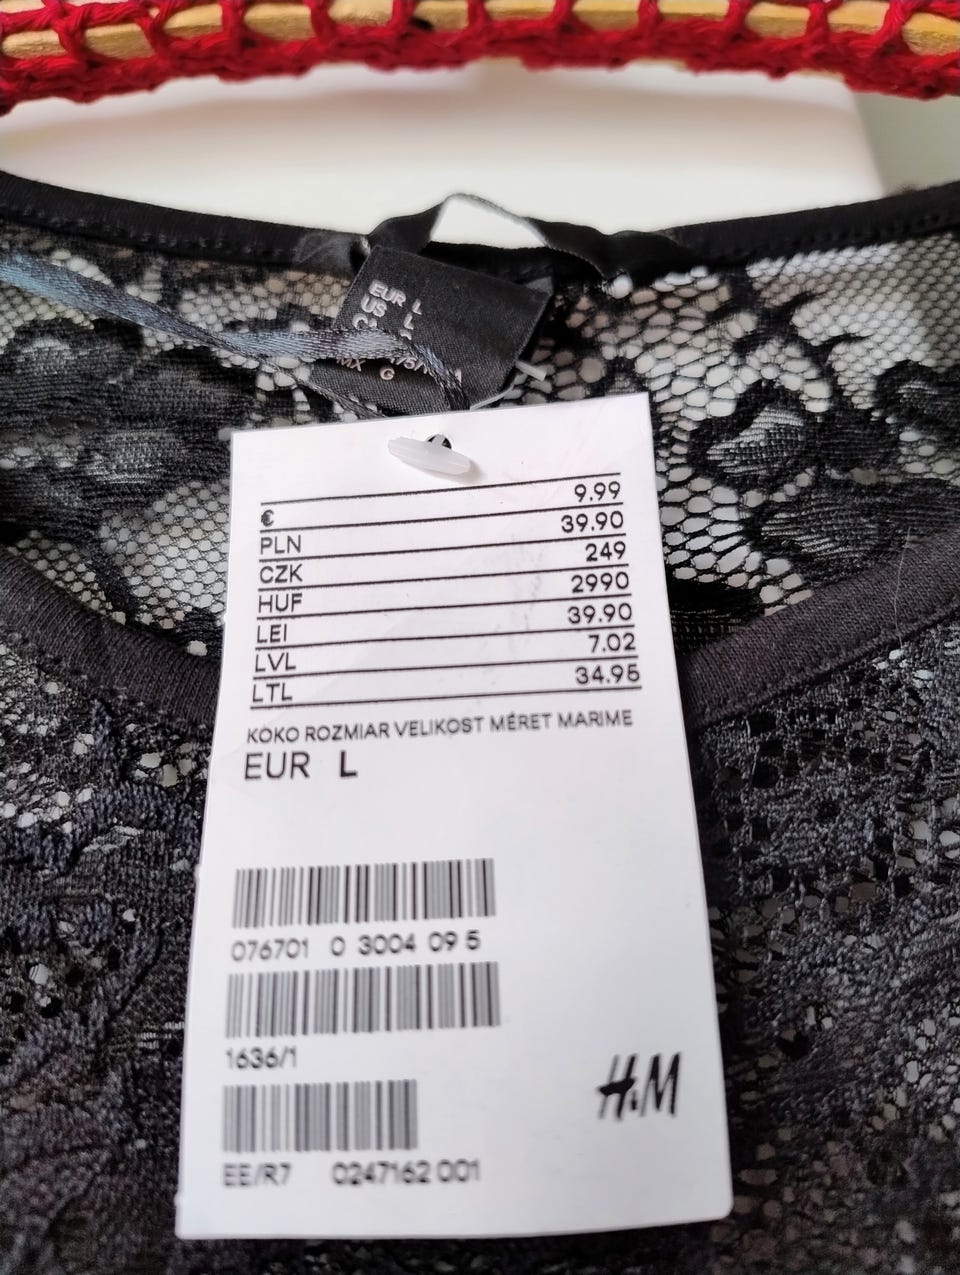 EUR L
US L
MX G
€ 9.99
PLN 39.90
CZK 249
HUF 2990
LEI 39.90
LVL 7.02
LTL 34.95
KOKO ROZMIAR VELIKOST MÉRET MARIME
EUR L
076701 0 3004 09 5
1636/1
H&M
EE/R7 0247162 001